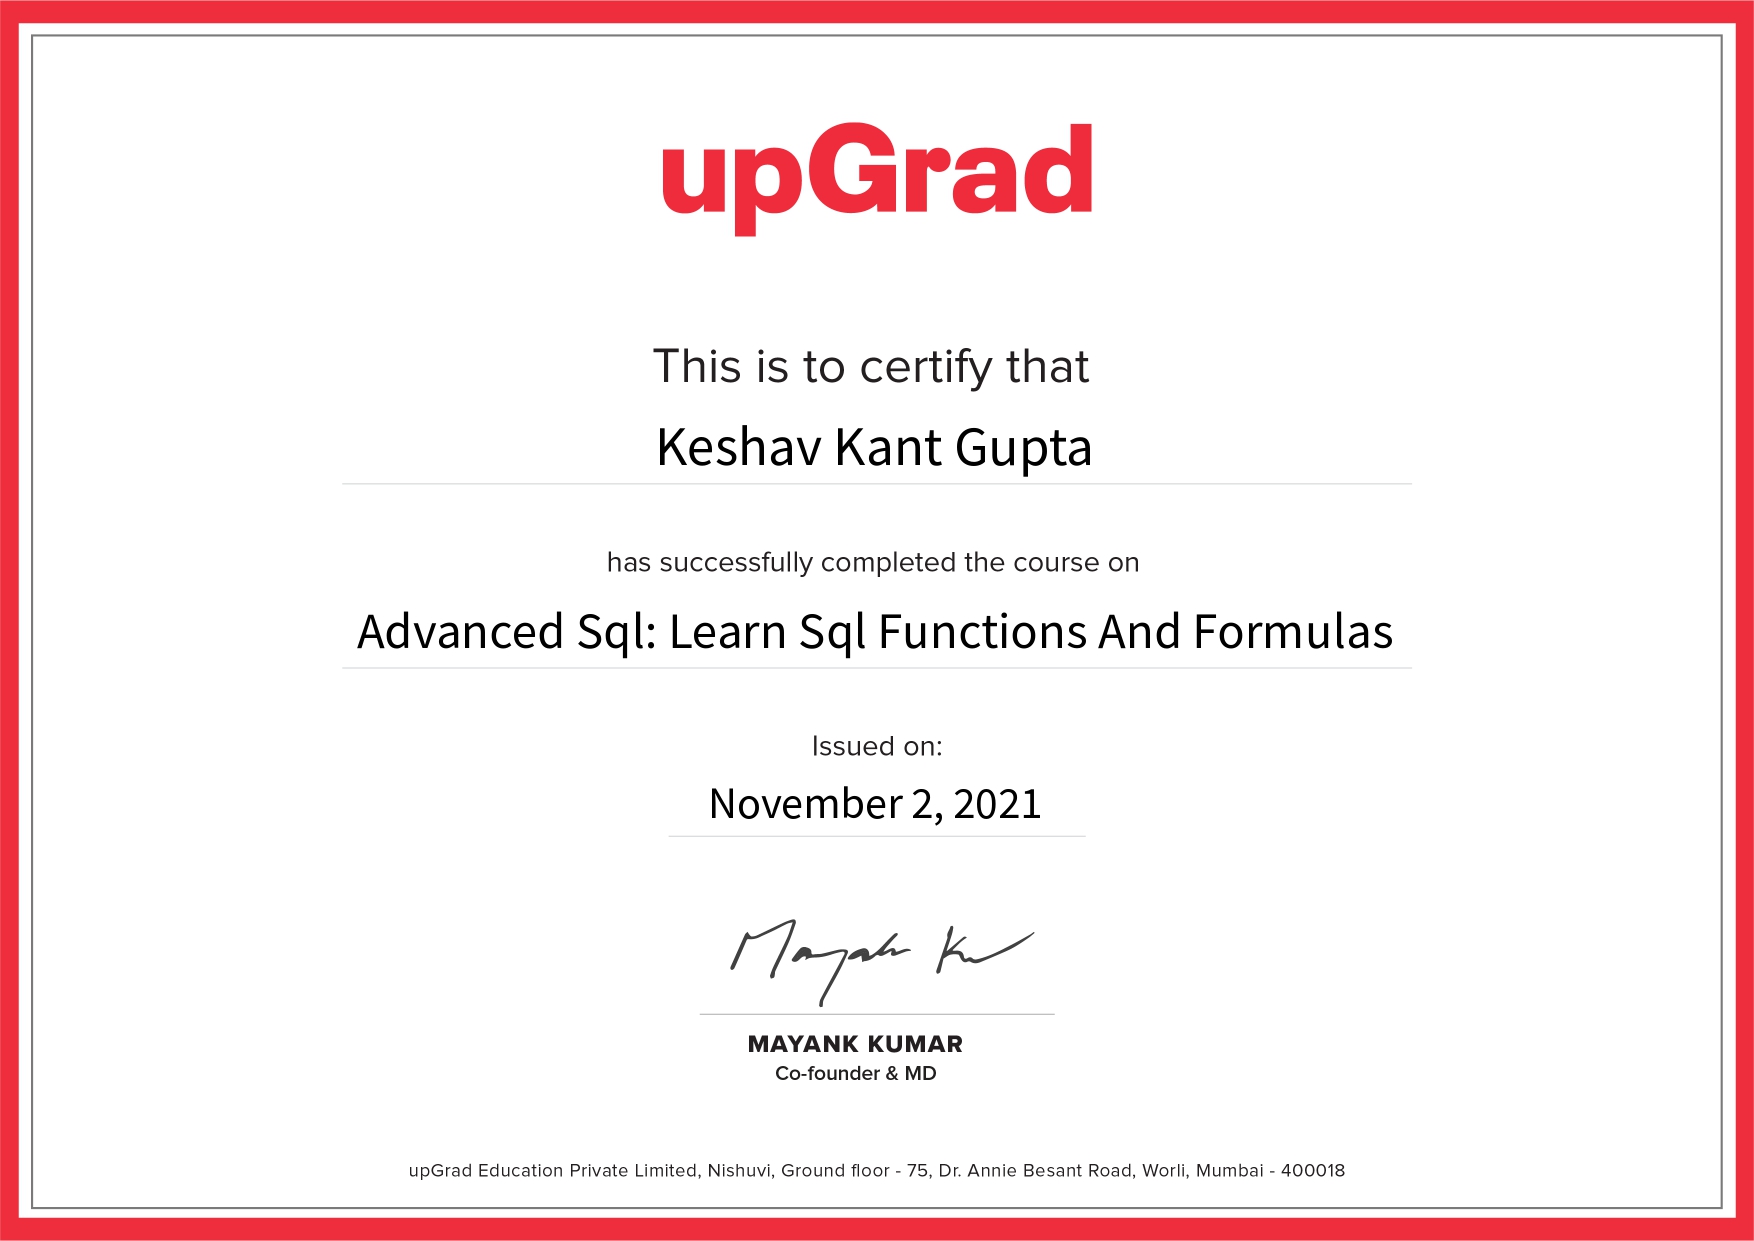 upGrad
This is to certify that
Keshav Kant Gupta
has successfully completed the course on
Advanced Sql: Learn Sql Functions And Formulas
Issued on:
November 2, 2021
Mayank Ku
MAYANK KUMAR
Co-founder & MD
upGrad Education Private Limited, Nishuvi, Ground floor - 75, Dr. Annie Besant Road, Worli, Mumbai - 400018